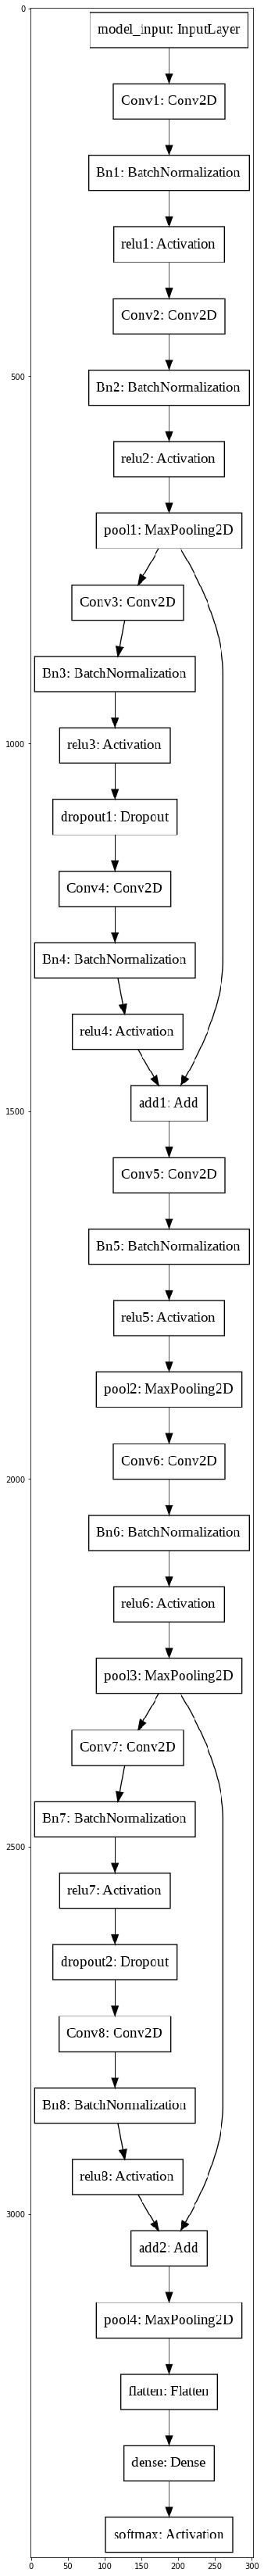 0
model_input: InputLayer
Conv1: Conv2D
Bn1: BatchNormalization
relu1: Activation
Conv2: Conv2D
500
Bn2: BatchNormalization
relu2: Activation
pool1: MaxPooling2D
Conv3: Conv2D
Bn3: BatchNormalization
1000
relu3: Activation
dropout1: Dropout
Conv4: Conv2D
Bn4: BatchNormalization
relu4: Activation
1500
add1: Add
Conv5: Conv2D
Bn5: BatchNormalization
relu5: Activation
pool2: MaxPooling2D
Conv6: Conv2D
2000
Bn6: BatchNormalization
relu6: Activation
pool3: MaxPooling2D
Conv7: Conv2D
Bn7: BatchNormalization
2500
relu7: Activation
dropout2: Dropout
Conv8: Conv2D
Bn8: BatchNormalization
relu8: Activation
3000
add2: Add
pool4: MaxPooling2D
flatten: Flatten
dense: Dense
softmax: Activation
0 50 100 150 200 250 300